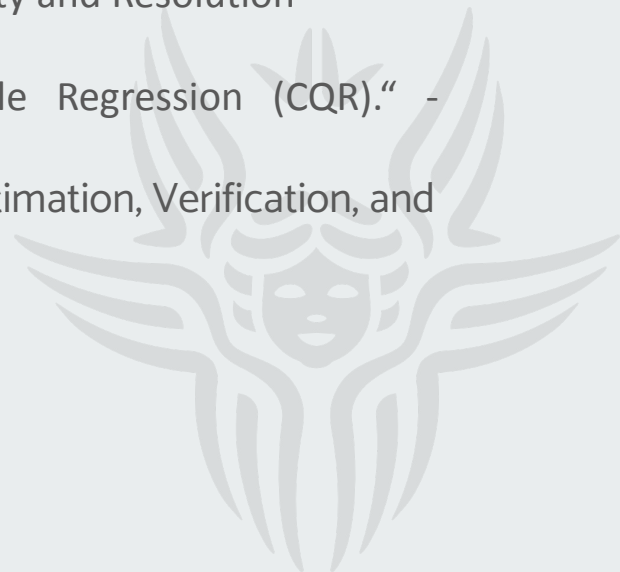 ty and Resolution
le Regression (CQR).“ -
timation, Verification, and